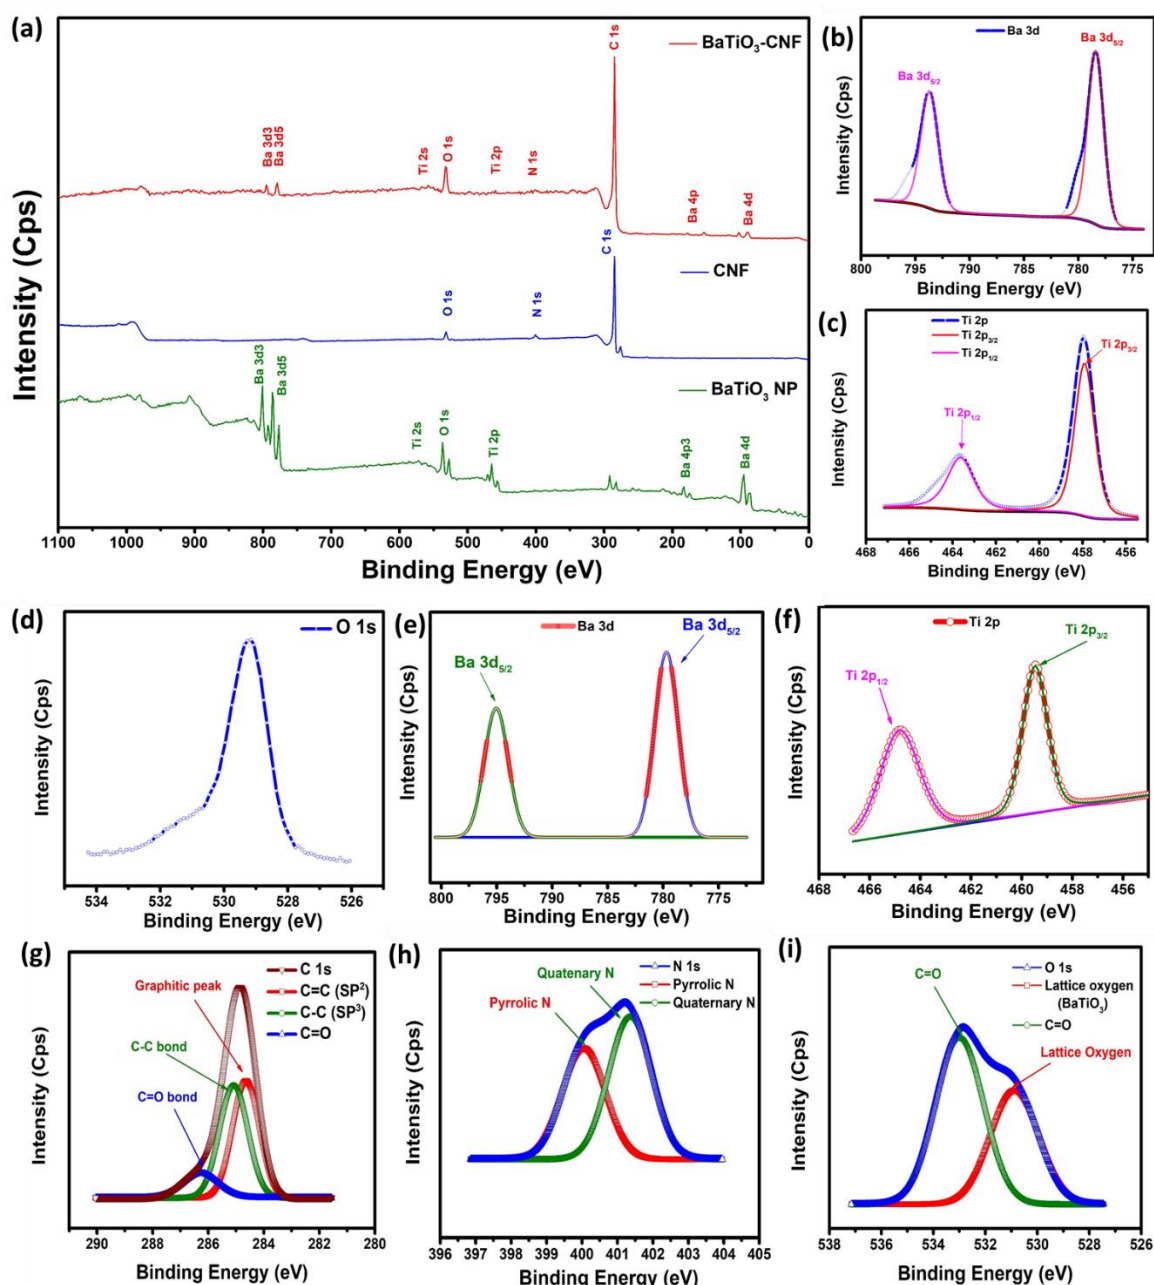 (a)
BaTiO₃-CNF
C 1s
Ba 3d3
Ba 3d5
Ti 2s
O 1s
Ti 2p
N 1s
Ba 4p
Ba 4d
CNF
O 1s
N 1s
C 1s
BaTiO₃ NP
Ba 3d3
Ba 3d5
Ti 2s
O 1s
Ti 2p
Ba 4p3
Ba 4d
Intensity (Cps)
1100 1000 900 800 700 600 500 400 300 200 100 0
Binding Energy (eV)
(b)
Ba 3d
Ba 3d₅/₂
Ba 3d₅/₂
Intensity (Cps)
800 795 790 785 780 775
Binding Energy (eV)
(c)
Ti 2p
Ti 2p₃/₂
Ti 2p₁/₂
Ti 2p₃/₂
Ti 2p₁/₂
Intensity (Cps)
468 466 464 462 460 458 456
Binding Energy (eV)
(d)
O 1s
Intensity (Cps)
534 532 530 528 526
Binding Energy (eV)
(e)
Ba 3d
Ba 3d₅/₂
Ba 3d₅/₂
Intensity (Cps)
800 795 790 785 780 775
Binding Energy (eV)
(f)
Ti 2p
Ti 2p₃/₂
Ti 2p₁/₂
Intensity (Cps)
468 466 464 462 460 458 456
Binding Energy (eV)
(g)
C 1s
C=C (SP²)
C-C (SP³)
C=O
Graphitic peak
C-C bond
C=O bond
Intensity (Cps)
290 288 286 284 282 280
Binding Energy (eV)
(h)
N 1s
Pyrrolic N
Quaternary N
Quatenary N
Pyrrolic N
Intensity (Cps)
396 397 398 399 400 401 402 403 404 405
Binding Energy (eV)
(i)
O 1s
Lattice oxygen
(BaTiO₃)
C=O
C=O
Lattice Oxygen
Intensity (Cps)
538 536 534 532 530 528 526
Binding Energy (eV)